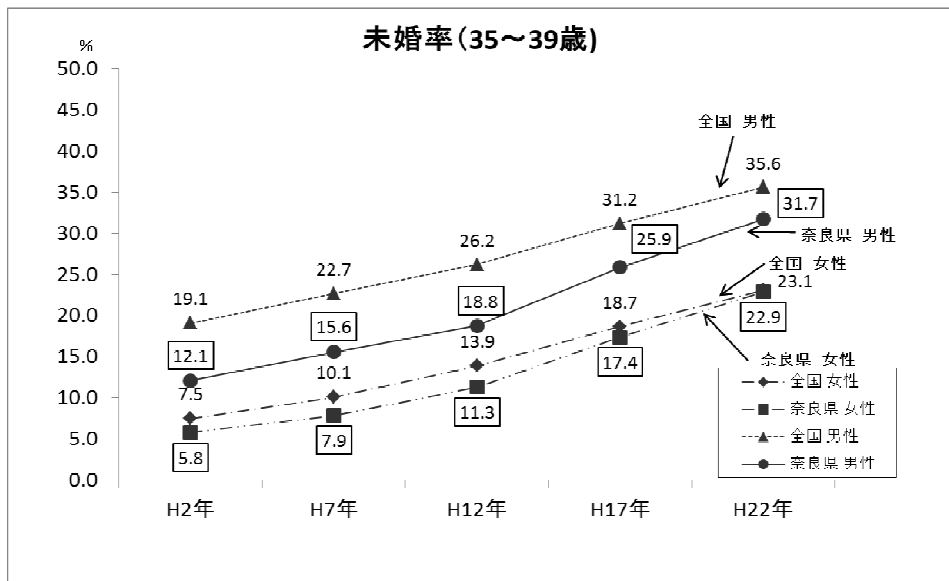 未婚率(35～39歳)
%
50.0
45.0
40.0
35.0
30.0
25.0
20.0
15.0
10.0
5.0
0.0
全国 男性
35.6
31.2
31.7
26.2
25.9
奈良県 男性
22.7
全国 女性
19.1
18.8
18.7
23.1
15.6
22.9
12.1
13.9
17.4
奈良県 女性
7.5
10.1
11.3
5.8
7.9
全国 女性
奈良県 女性
全国 男性
奈良県 男性
H2年
H7年
H12年
H17年
H22年